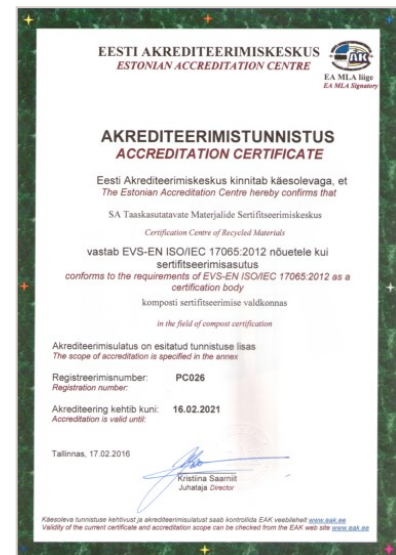 EESTI AKREDITEERIMISKESKUS
ESTONIAN ACCREDITATION CENTRE
EAK
EA MLA liige
EA MLA Signatory
AKREDITEERIMISTUNNISTUS
ACCREDITATION CERTIFICATE
Eesti Akrediteerimiskeskus kinnitab käesolevaga, et
The Estonian Accreditation Centre hereby confirms that
SA Taaskasutatavate Materjalide Sertifitseerimiskeskus
Certification Centre of Recycled Materials
vastab EVS-EN ISO/IEC 17065:2012 nõuetele kui
sertifitseerimisasutus
conforms to the requirements of EVS-EN ISO/IEC 17065:2012 as a
certification body
komposti sertifitseerimise valdkonnas
in the field of compost certification
Akrediteerimisulatus on esitatud tunnistuse lisas
The scope of accreditation is specified in the annex
Registreerimisnumber: PC026
Registration number:
Akrediteering kehtib kuni: 16.02.2021
Accreditation is valid until:
Tallinnas, 17.02.2016
Kristiina Saarniit
Juhataja Director
Käesoleva tunnistuse kehtivust ja akrediteerimisulatust saab kontrollida EAK veebilehelt www.eak.ee
Validity of the current certificate and accreditation scope can be checked from the EAK web site www.eak.ee